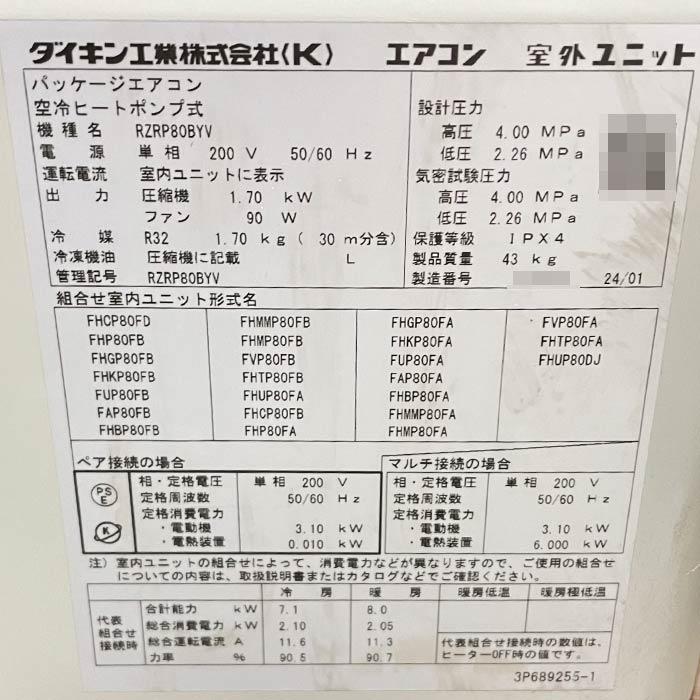 ダイキン工業株式会社(K) エアコン 室外ユニット
パッケージエアコン
空冷ヒートポンプ式
機種名 RZRP80BYV
電源 単相 200 V 50/60 Hz
運転電流 室内ユニットに表示
出力 圧縮機 1.70 kW
ファン 90 W
冷媒 R32 1.70 kg ( 30 m分含)
冷凍機油 圧縮機に記載 L
管理記号 RZRP80BYV
設計圧力
高圧 4.00 MPa
低圧 2.26 MPa
気密試験圧力
高圧 4.00 MPa
低圧 2.26 MPa
保護等級 IPX4
製品質量 43 kg
製造番号 24/01
組合せ室内ユニット形式名
FHCP80FD FHMMP80FB FHGP80FA FVP80FA
FHP80FB FHMP80FB FHKP80FA FHTP80FA
FHGP80FB FVP80FB FUP80FA FHUP80DJ
FHKP80FB FHTP80FB FAP80FA
FUP80FB FHUP80FA FHBP80FA
FAP80FB FHCP80FB FHMMP80FA
FHBP80FB FHP80FA FHMP80FA
ペア接続の場合
PS
E
K
相・定格電圧 単相 200 V
定格周波数 50/60 Hz
定格消費電力
・電動機 3.10 kW
・電熱装置 0.010 kW
マルチ接続の場合
相・定格電圧 単相 200 V
定格周波数 50/60 Hz
定格消費電力
・電動機 3.10 kW
・電熱装置 6.000 kW
注) 室内ユニットの組合せによって、消費電力などが異なりますので、ご使用の組合せ
についての内容は、取扱説明書またはカタログなどでご確認ください。
冷房 暖房 暖房低温 暖房極低温
代表
組合せ
接続時
合計能力 kW 7.1 8.0
総合消費電力 kW 2.10 2.05
総合運転電流 A 11.6 11.3
力率 % 90.5 90.7
代表組合せ接続時の数値は、
ヒーターOFF時の値です。
3P689255-1